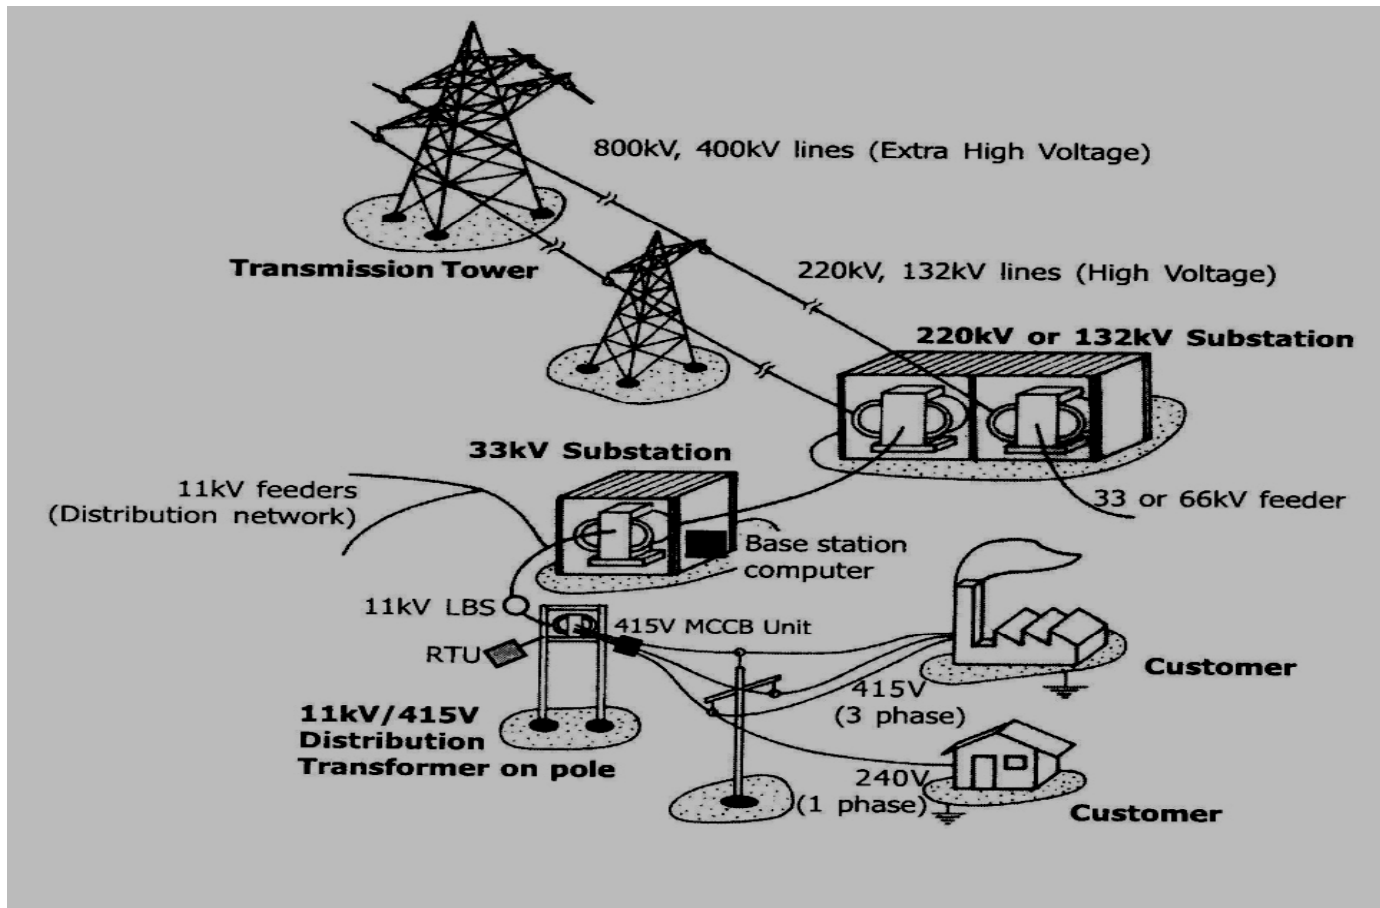 800kV, 400kV lines (Extra High Voltage)
Transmission Tower
220kV, 132kV lines (High Voltage)
220kV or 132kV Substation
33kV Substation
11kV feeders
(Distribution network)
33 or 66kV feeder
Base station
computer
11kV LBS
415V MCCB Unit
RTU
Customer
415V
(3 phase)
11kV/415V
Distribution
Transformer on pole
240V
(1 phase)
Customer